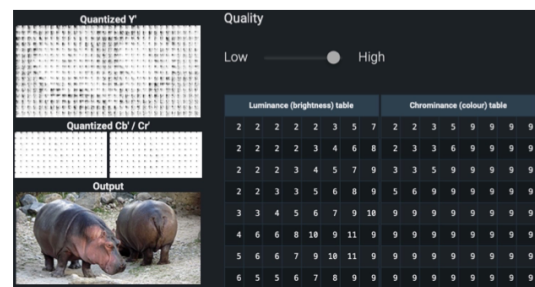 Quantized Y'
Quality
Low High
Quantized Cb' / Cr'
Output
Luminance (brightness) table Chrominance (colour) table
2 2 2 2 2 3 5 7 2 2 3 5 9 9 9 9
2 2 2 2 3 4 6 8 2 3 3 6 9 9 9 9
2 2 2 3 4 5 7 9 3 3 5 9 9 9 9 9
2 2 3 3 5 6 8 9 5 6 9 9 9 9 9 9
3 3 4 5 6 7 9 10 9 9 9 9 9 9 9 9
4 6 6 8 10 9 11 9 9 9 9 9 9 9 9 9
5 6 6 7 9 10 11 9 9 9 9 9 9 9 9 9
6 5 5 6 7 8 9 9 9 9 9 9 9 9 9 9